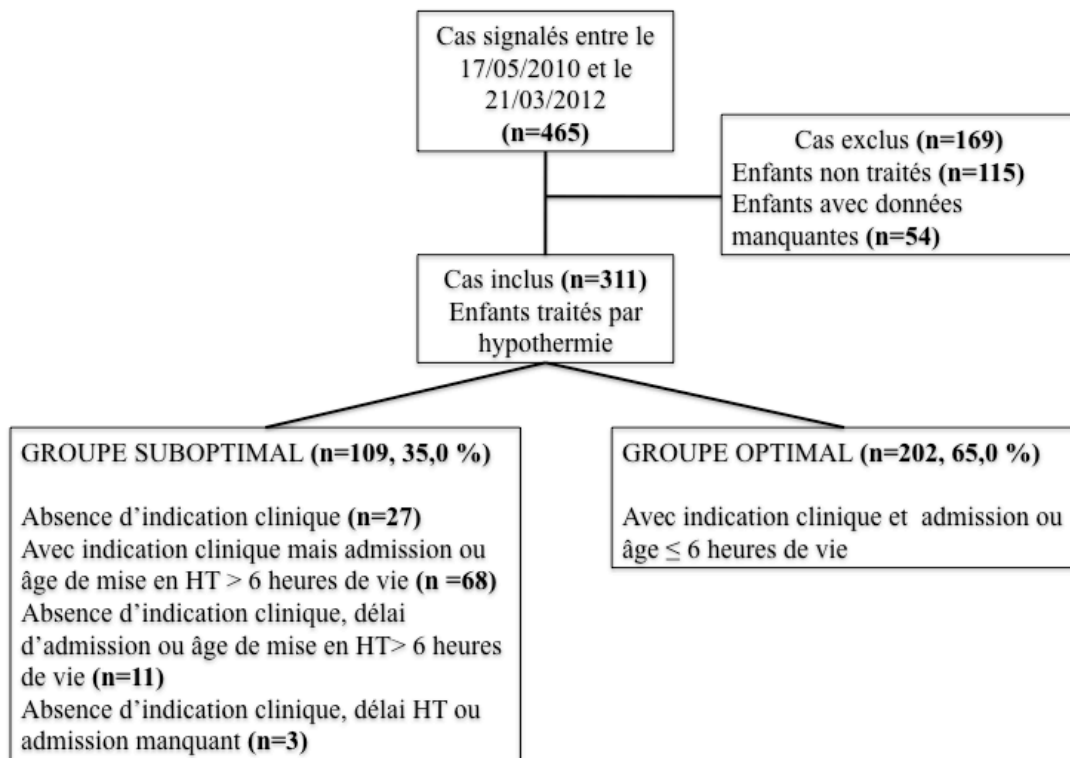 Cas signalés entre le
17/05/2010 et le
21/03/2012
(n=465)
Cas exclus (n=169)
Enfants non traités (n=115)
Enfants avec données
manquantes (n=54)
Cas inclus (n=311)
Enfants traités par
hypothermie
GROUPE SUBOPTIMAL (n=109, 35,0 %)
Absence d’indication clinique (n=27)
Avec indication clinique mais admission ou
âge de mise en HT > 6 heures de vie (n =68)
Absence d’indication clinique, délai
d’admission ou âge de mise en HT> 6 heures
de vie (n=11)
Absence d’indication clinique, délai HT ou
admission manquant (n=3)
GROUPE OPTIMAL (n=202, 65,0 %)
Avec indication clinique et admission ou
âge ≤ 6 heures de vie